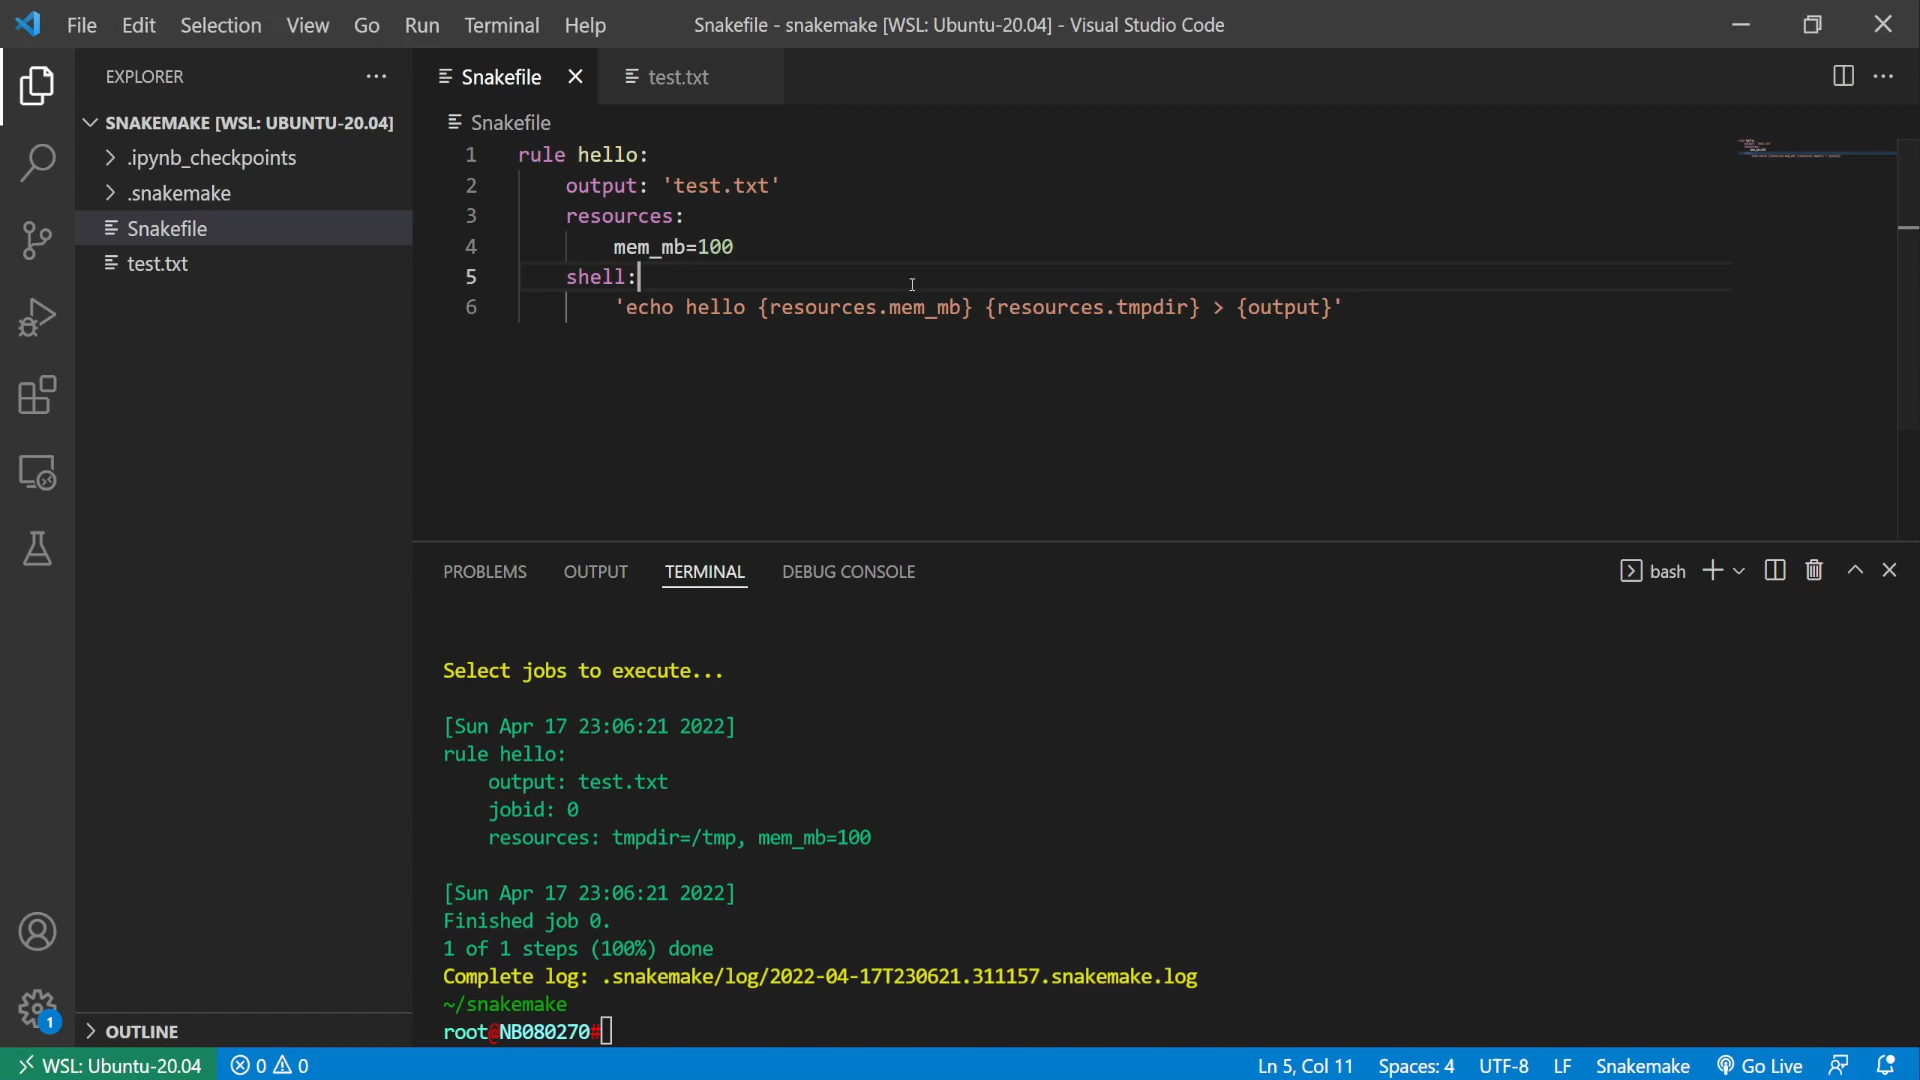 File Edit Selection View Go Run Terminal Help Snakefile - snakemake [WSL: Ubuntu-20.04] - Visual Studio Code
EXPLORER
SNAKEMAKE [WSL: UBUNTU-20.04]
.ipynb_checkpoints
.snakemake
Snakefile
test.txt
OUTLINE
Snakefile test.txt
Snakefile
1 rule hello:
2 output: 'test.txt'
3 resources:
4 mem_mb=100
5 shell:
6 'echo hello {resources.mem_mb} {resources.tmpdir} > {output}'
PROBLEMS OUTPUT TERMINAL DEBUG CONSOLE bash
Select jobs to execute...
[Sun Apr 17 23:06:21 2022]
rule hello:
output: test.txt
jobid: 0
resources: tmpdir=/tmp, mem_mb=100
[Sun Apr 17 23:06:21 2022]
Finished job 0.
1 of 1 steps (100%) done
Complete log: .snakemake/log/2022-04-17T230621.311157.snakemake.log
~/snakemake
root@NB080270#
1
WSL: Ubuntu-20.04 0 0 Ln 5, Col 11 Spaces: 4 UTF-8 LF Snakemake Go Live